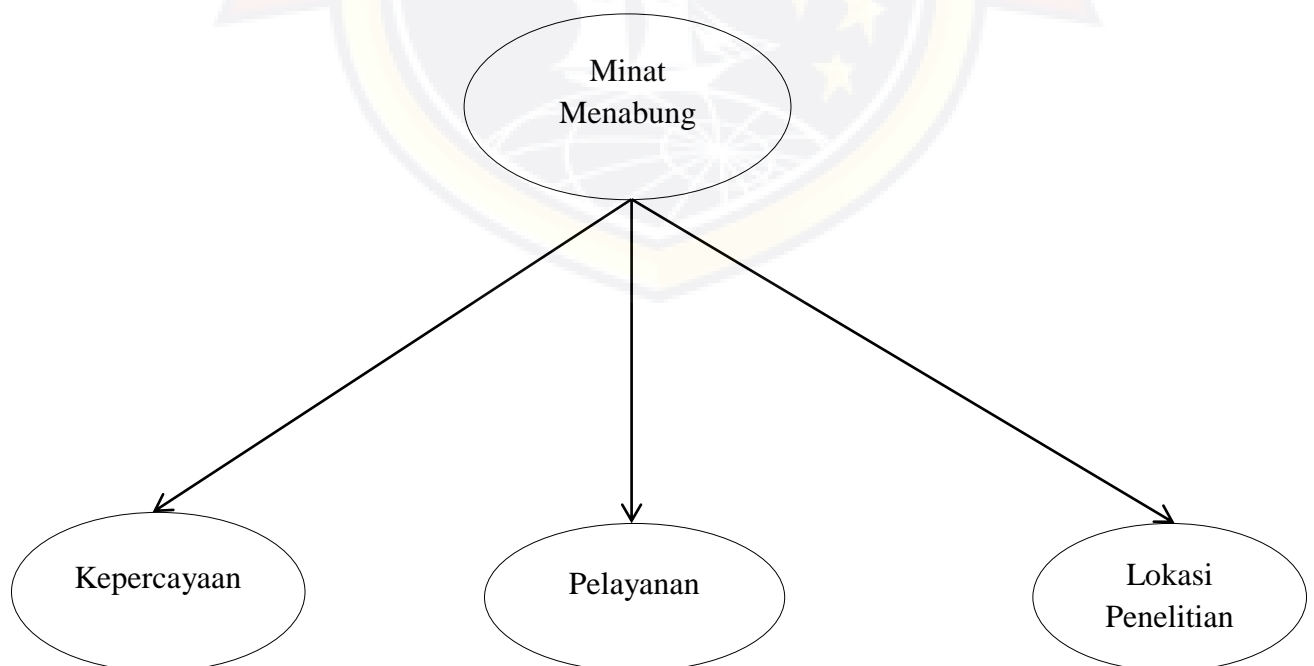 Minat
Menabung
Kepercayaan
Pelayanan
Lokasi
Penelitian